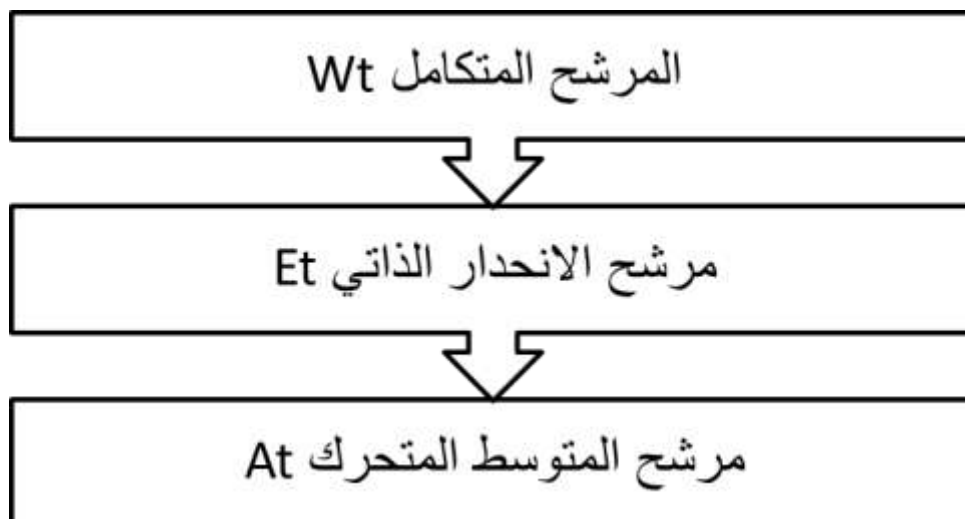 المرشح المتكامل Wt
مرشح الانحدار الذاتي Et
مرشح المتوسط المتحرك At